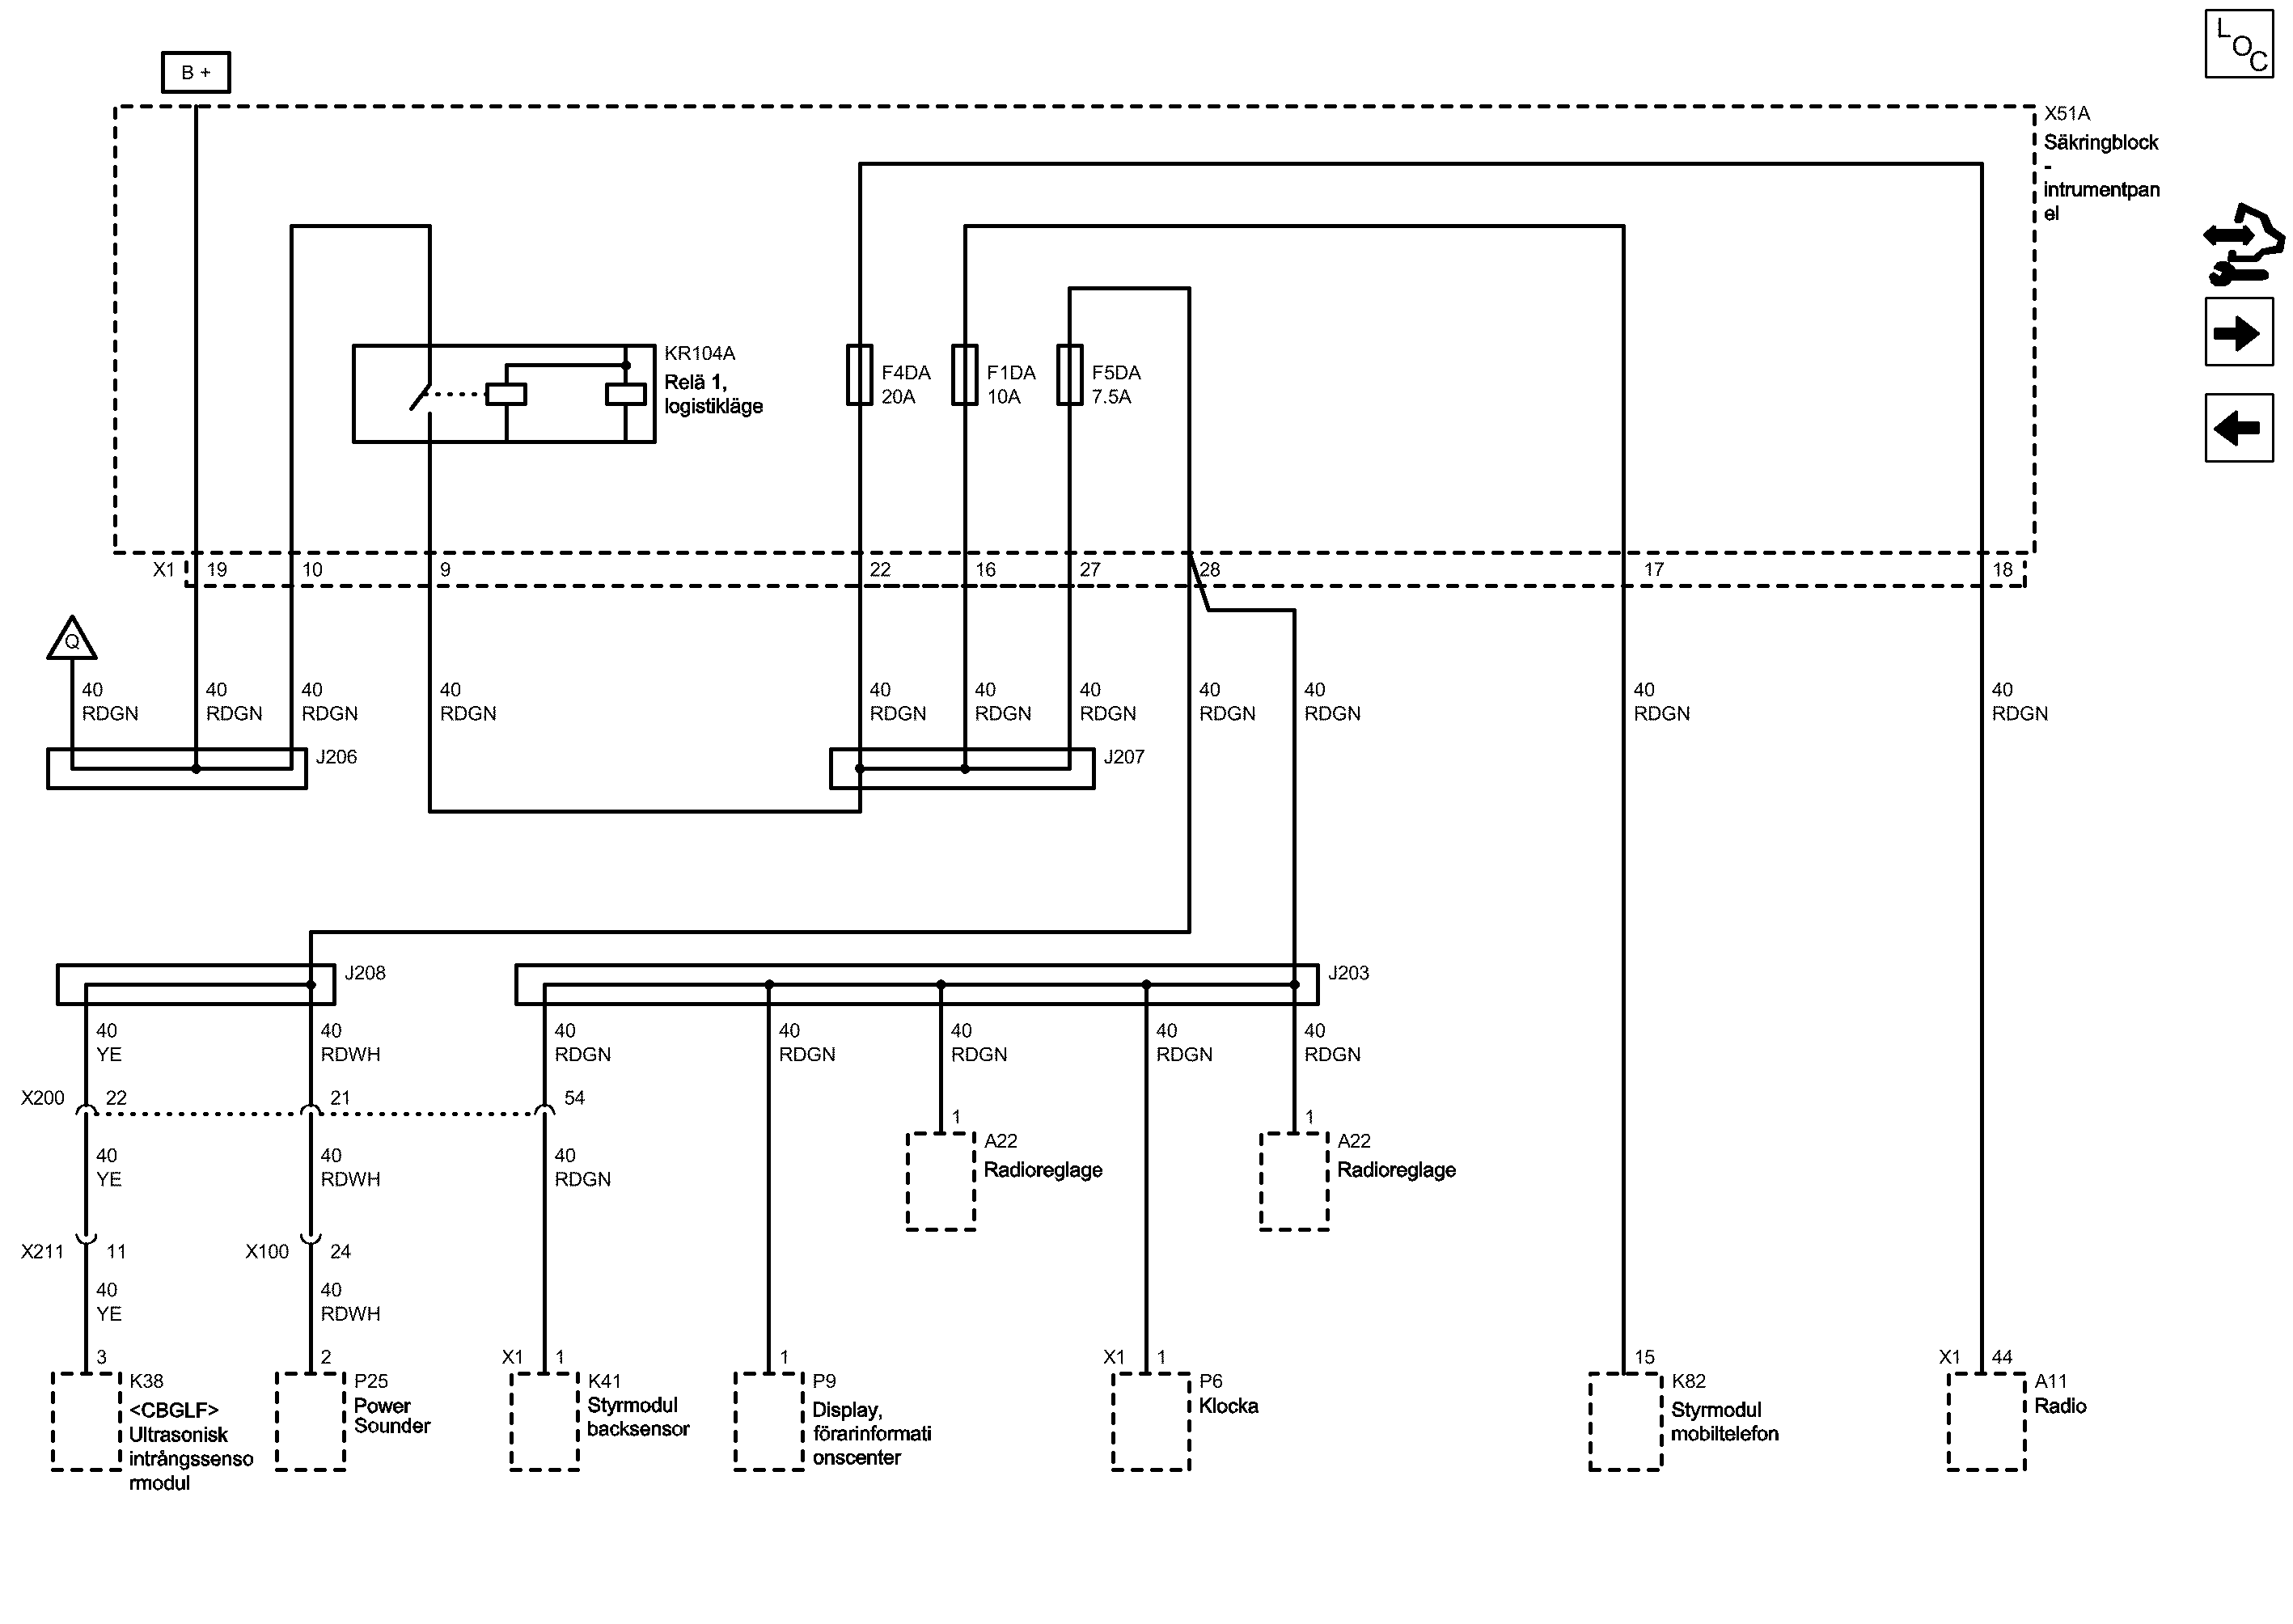 L
O
C
B +
X51A
Säkringblock
-
intrumentpan
el
KR104A
Relä 1,
logistikläge
F4DA
20A
F1DA
10A
F5DA
7.5A
X1 19 10 9 22 16 27 28 17 18
Q
40 40 40 40 40 40 40 40 40 40 40
RDGN RDGN RDGN RDGN RDGN RDGN RDGN RDGN RDGN RDGN RDGN
J206
J207
J208
J203
40 40 40 40 40 40 40
YE RDWH RDGN RDGN RDGN RDGN RDGN
X200 22 21 54
1 1
A22
Radioreglage
A22
Radioreglage
40 40 40
YE RDWH RDGN
X211 11 X100 24
40 40
YE RDWH
3 2 X1 1 1 X1 1 15 X1 44
K38
<CBGLF>
Ultrasonisk
intrångssenso
rmodul
P25
Power
Sounder
K41
Styrmodul
backsensor
P9
Display,
förarinformati
onscenter
P6
Klocka
K82
Styrmodul
mobiltelefon
A11
Radio